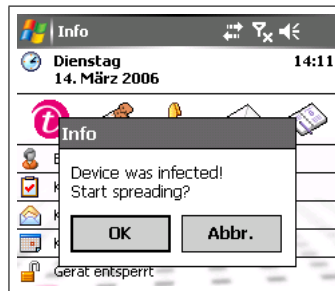 Info
Dienstag
14:11
14. März 2006
Info
Device was infected!
Start spreading?
OK
Abbr.
Gerät entsperrt